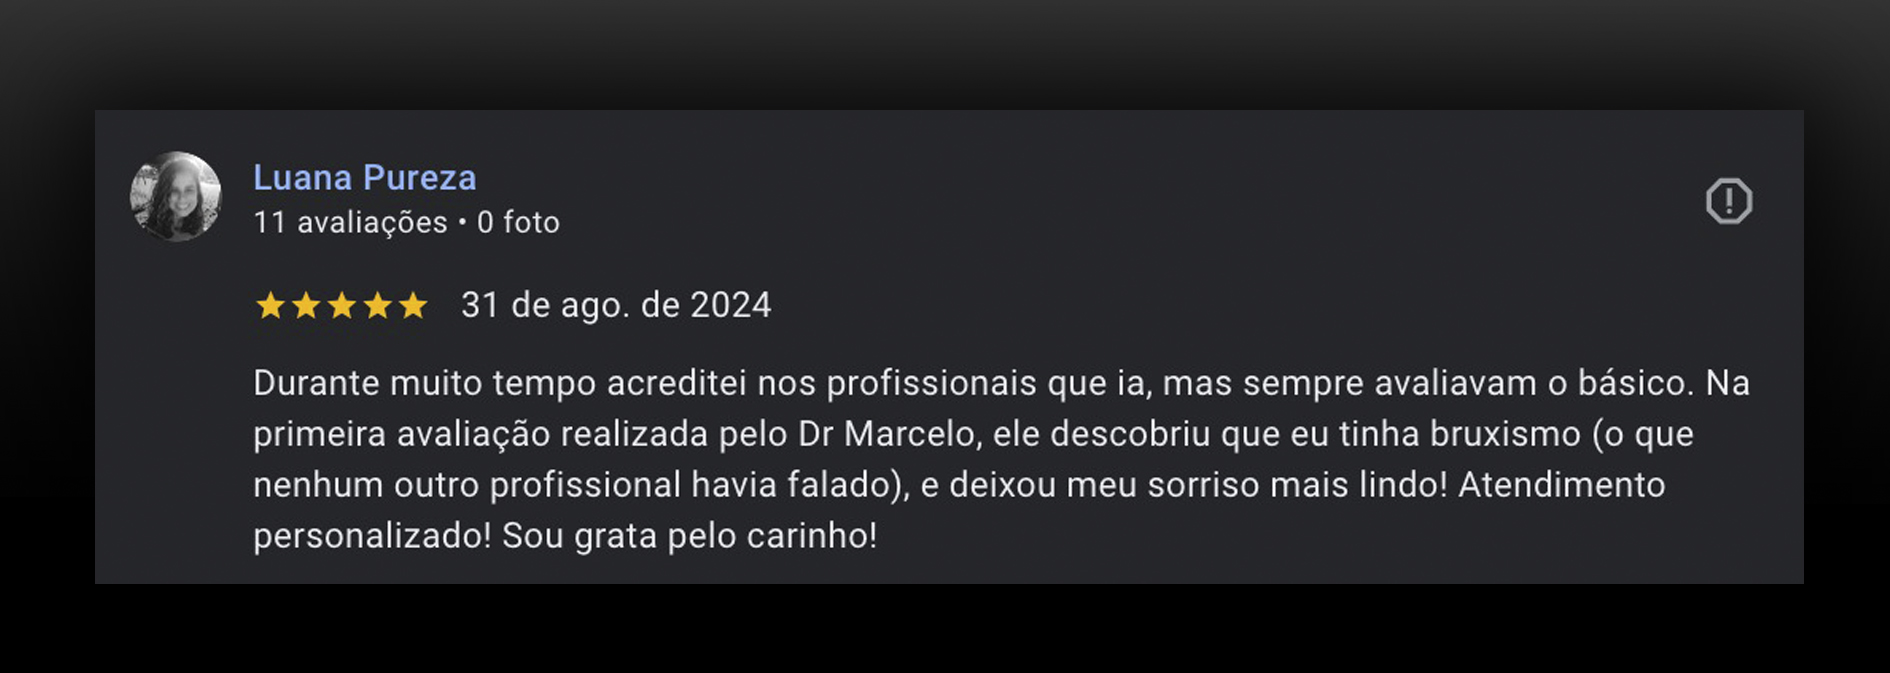 Luana Pureza
11 avaliações • 0 foto
31 de ago. de 2024
Durante muito tempo acreditei nos profissionais que ia, mas sempre avaliavam o básico. Na
primeira avaliação realizada pelo Dr Marcelo, ele descobriu que eu tinha bruxismo (o que
nenhum outro profissional havia falado), e deixou meu sorriso mais lindo! Atendimento
personalizado! Sou grata pelo carinho!